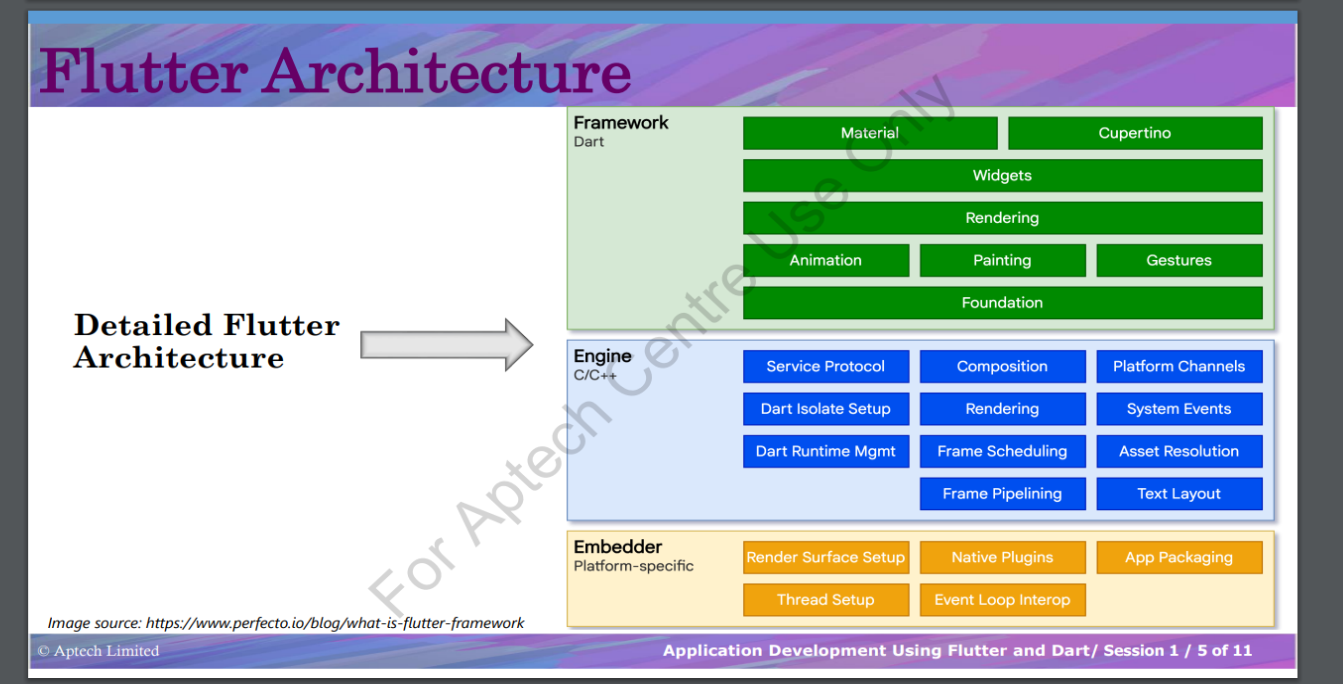 Flutter Architecture
Framework
Dart
Material
Cupertino
Widgets
Rendering
Animation
Painting
Gestures
Foundation
Detailed Flutter
Architecture
Engine
C/C++
Service Protocol
Composition
Platform Channels
Dart Isolate Setup
Rendering
System Events
Dart Runtime Mgmt
Frame Scheduling
Asset Resolution
Frame Pipelining
Text Layout
Embedder
Platform-specific
Render Surface Setup
Native Plugins
App Packaging
Thread Setup
Event Loop Interop
For Aptech Centre Use Only
Image source: https://www.perfecto.io/blog/what-is-flutter-framework
© Aptech Limited
Application Development Using Flutter and Dart/ Session 1 / 5 of 11